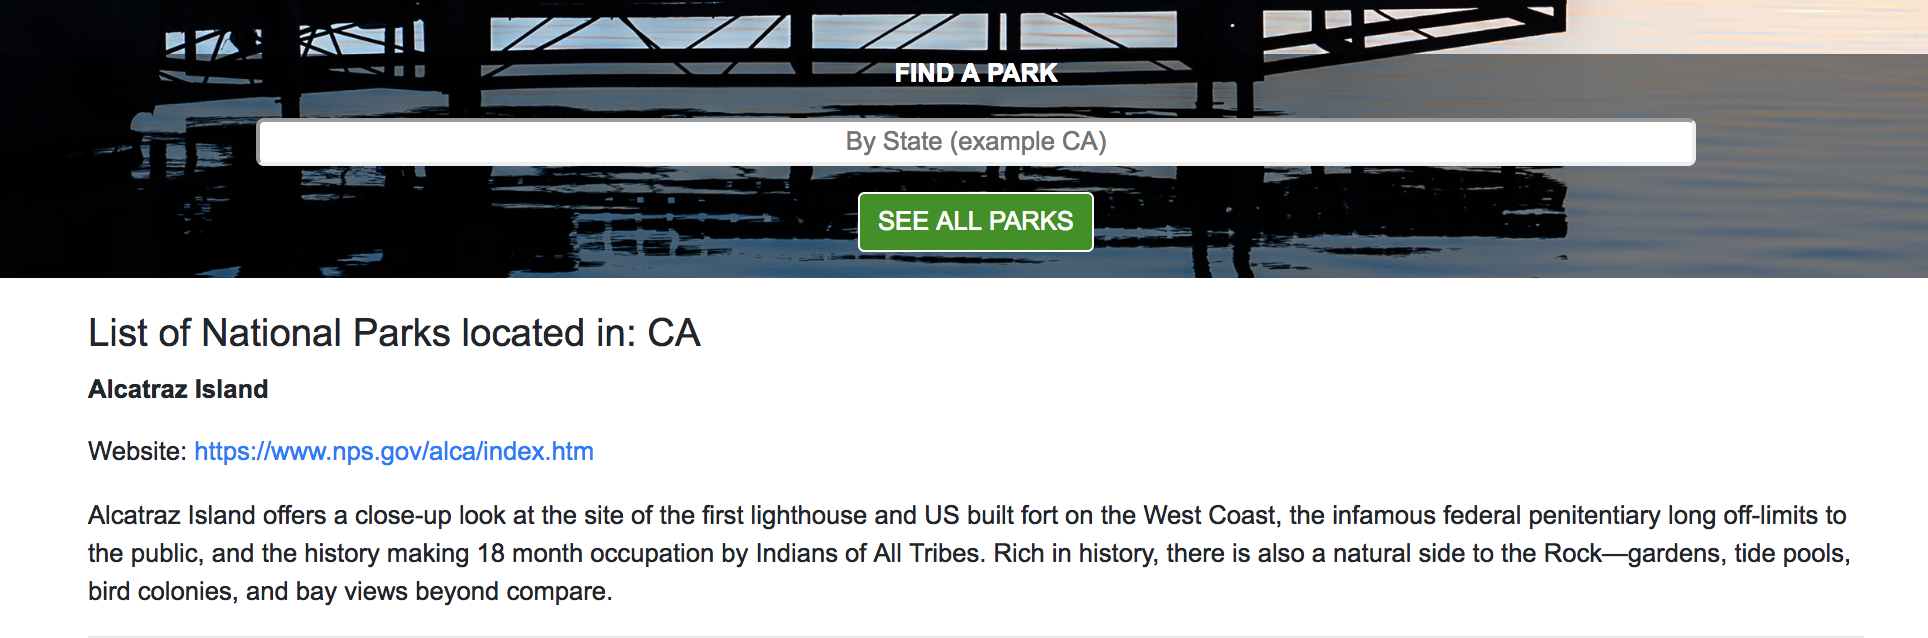 FIND A PARK
By State (example CA)
SEE ALL PARKS
List of National Parks located in: CA
Alcatraz Island
Website: https://www.nps.gov/alca/index.htm
Alcatraz Island offers a close-up look at the site of the first lighthouse and US built fort on the West Coast, the infamous federal penitentiary long off-limits to
the public, and the history making 18 month occupation by Indians of All Tribes. Rich in history, there is also a natural side to the Rock—gardens, tide pools,
bird colonies, and bay views beyond compare.